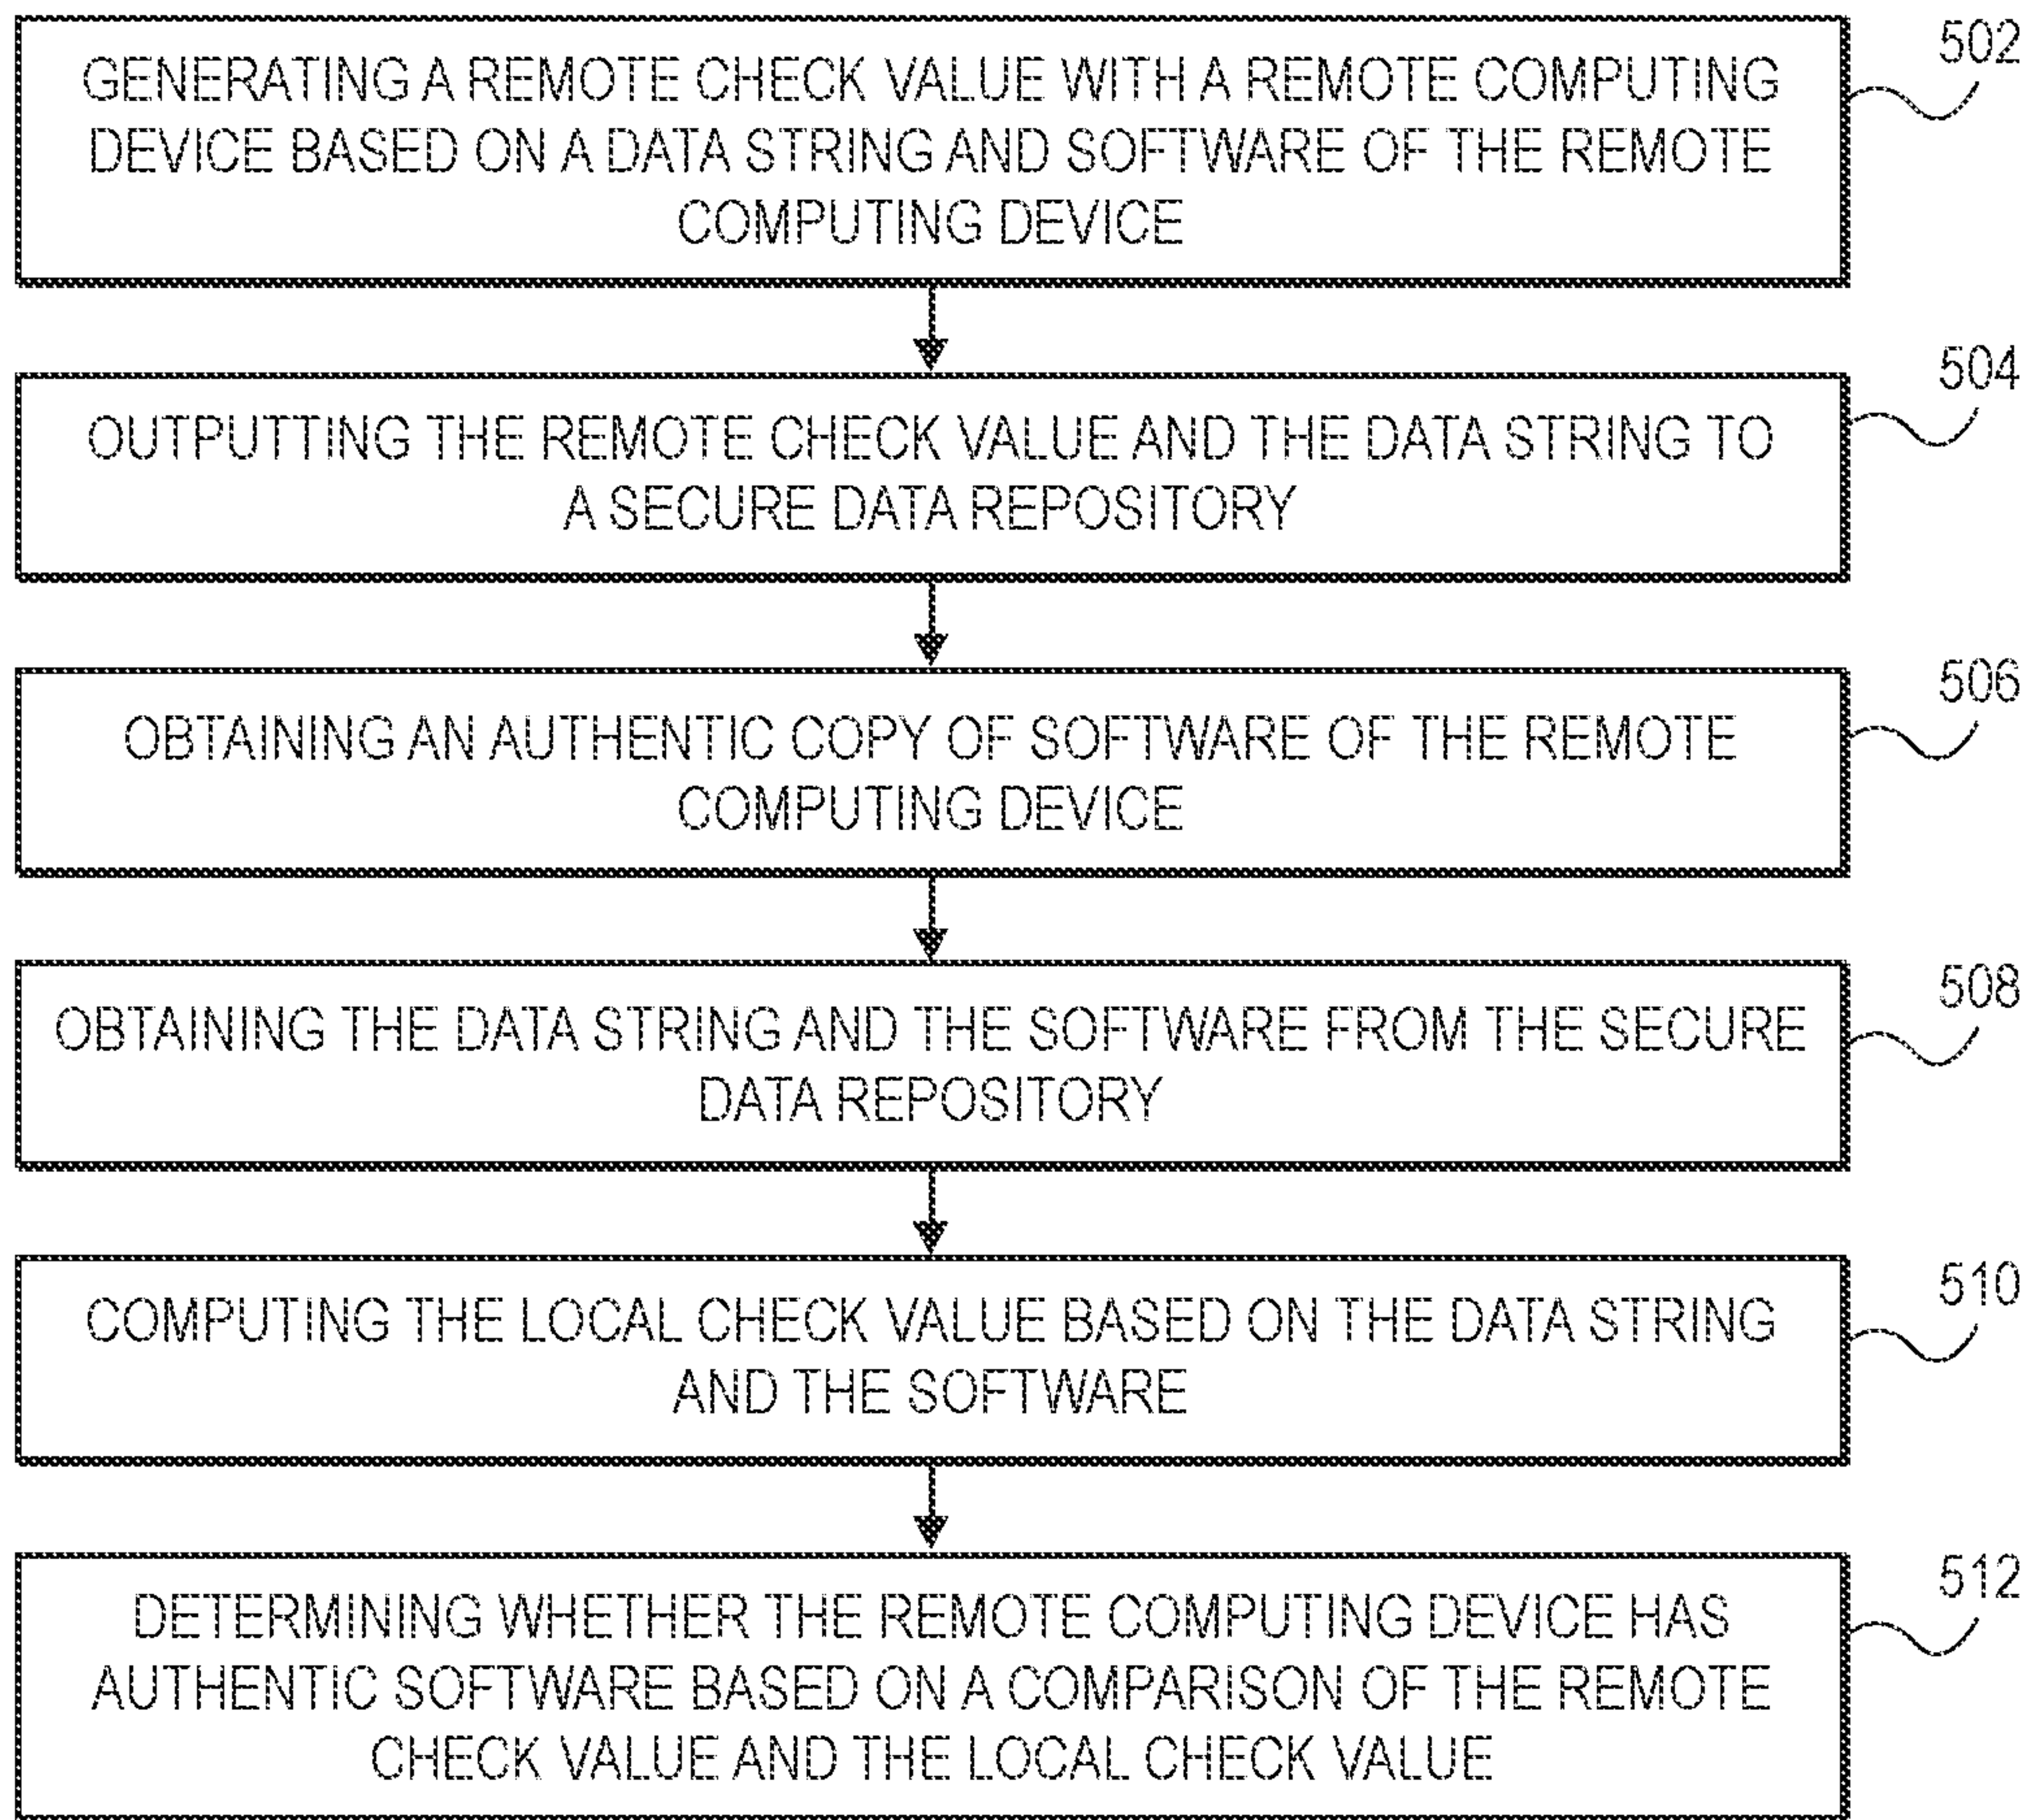 502
GENERATING A REMOTE CHECK VALUE WITH A REMOTE COMPUTING
DEVICE BASED ON A DATA STRING AND SOFTWARE OF THE REMOTE
COMPUTING DEVICE
504
OUTPUTTING THE REMOTE CHECK VALUE AND THE DATA STRING TO
A SECURE DATA REPOSITORY
506
OBTAINING AN AUTHENTIC COPY OF SOFTWARE OF THE REMOTE
COMPUTING DEVICE
508
OBTAINING THE DATA STRING AND THE SOFTWARE FROM THE SECURE
DATA REPOSITORY
510
COMPUTING THE LOCAL CHECK VALUE BASED ON THE DATA STRING
AND THE SOFTWARE
512
DETERMINING WHETHER THE REMOTE COMPUTING DEVICE HAS
AUTHENTIC SOFTWARE BASED ON A COMPARISON OF THE REMOTE
CHECK VALUE AND THE LOCAL CHECK VALUE